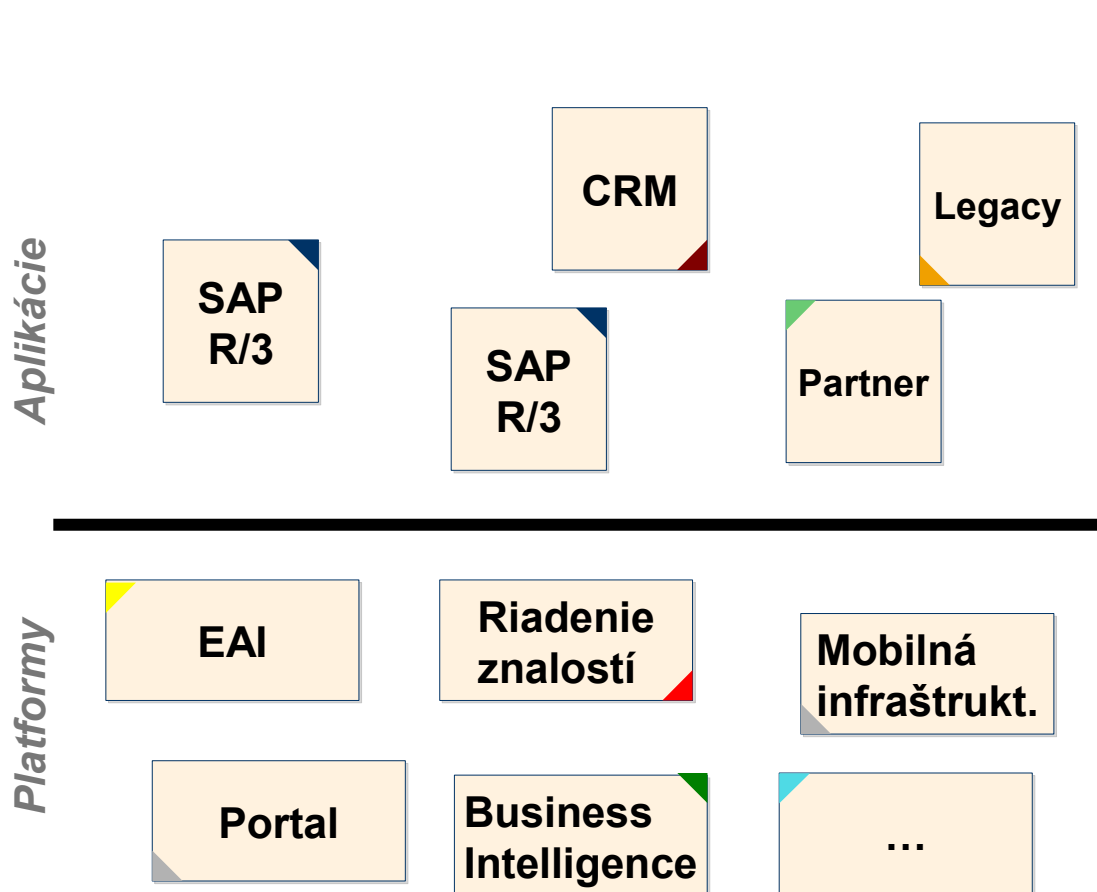 Aplikácie
CRM
Legacy
SAP
R/3
SAP
R/3
Partner
Platformy
EAI
Riadenie
znalostí
Mobilná
infraštrukt.
Portal
Business
Intelligence
...